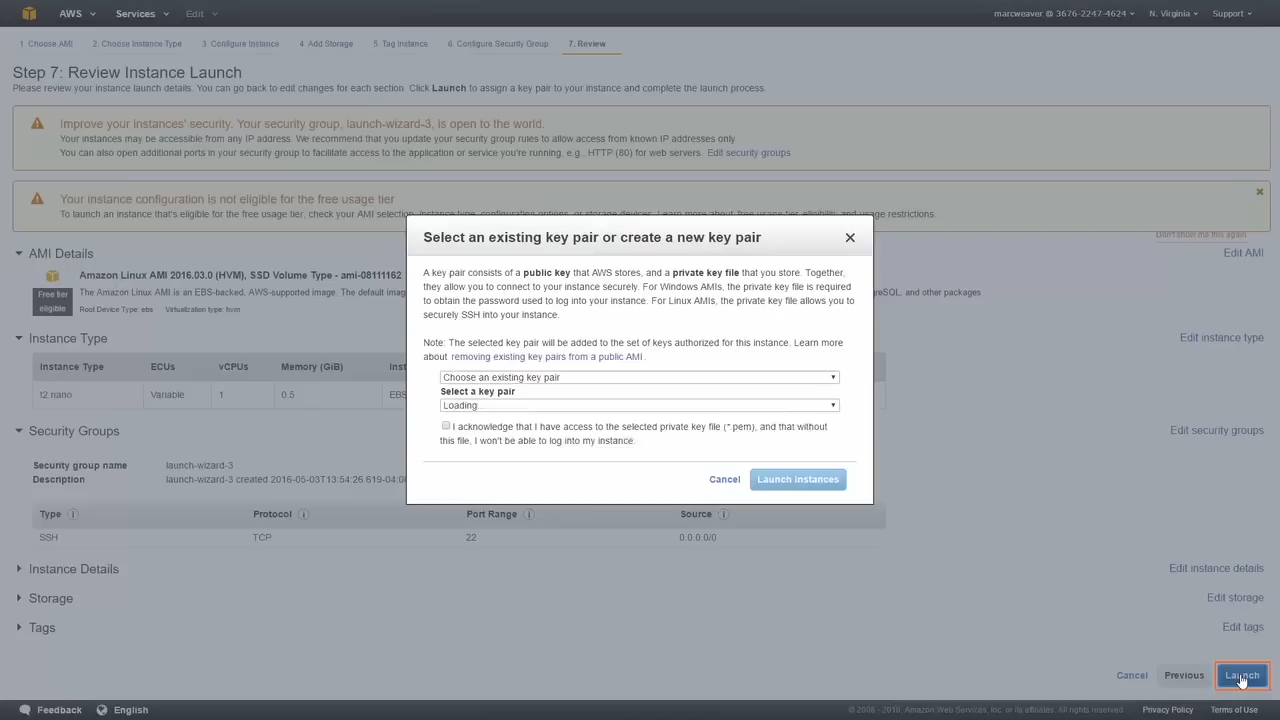 AWS Services Edit marcweaver @ 3676-2247-4624 N. Virginia Support
1 Choose AMI 2. Choose Instance Type 3 Configure Instance 4 Add Storage 5 Tag Instance 6 Configure Security Group 7. Review
Step 7: Review Instance Launch
Please review your instance launch details. You can go back to edit changes for each section. Click Launch to assign a key pair to your instance and complete the launch process.
Improve your instances' security. Your security group, launch-wizard-3, is open to the world.
Your instances may be accessible from any IP address. We recommend that you update your security group rules to allow access from known IP addresses only
You can also open additional ports in your security group to facilitate access to the application or service you're running, e.g., HTTP (80) for web servers. Edit security groups
Your instance configuration is not eligible for the free usage tier
To launch an instance that's eligible for the free usage tier, check your AMI selection, instance type, configuration options, or storage devices. Learn more about free usage tier, eligibility, and usage restrictions.
Don't show me this again
AMI Details Edit AMI
Amazon Linux AMI 2016.03.0 (HVM), SSD Volume Type - ami-08111162
Free tier eligible
The Amazon Linux AMI is an EBS-backed, AWS-supported image. The default imag
greSQL, and other packages
Root Device Type: ebs Virtualization type: hvm
Instance Type Edit instance type
Instance Type ECUs vCPUs Memory (GiB) Inst
t2.nano Variable 1 0.5 EBS
Security Groups Edit security groups
Security group name launch-wizard-3
Description launch-wizard-3 created 2016-05-03T13:54:26 619-04:0
Type Protocol Port Range Source
SSH TCP 22 0.0.0.0/0
Instance Details Edit instance details
Storage Edit storage
Tags Edit tags
Select an existing key pair or create a new key pair
A key pair consists of a public key that AWS stores, and a private key file that you store. Together,
they allow you to connect to your instance securely. For Windows AMIs, the private key file is required
to obtain the password used to log into your instance. For Linux AMIs, the private key file allows you to
securely SSH into your instance.
Note: The selected key pair will be added to the set of keys authorized for this instance. Learn more
about removing existing key pairs from a public AMI.
Choose an existing key pair
Select a key pair
Loading...
I acknowledge that I have access to the selected private key file (*.pem), and that without
this file, I won't be able to log into my instance.
Cancel Launch Instances
Cancel Previous Launch
Feedback English
Amazon Web Services, Inc. or its affiliates. All rights reserved. Privacy Policy Terms of Use